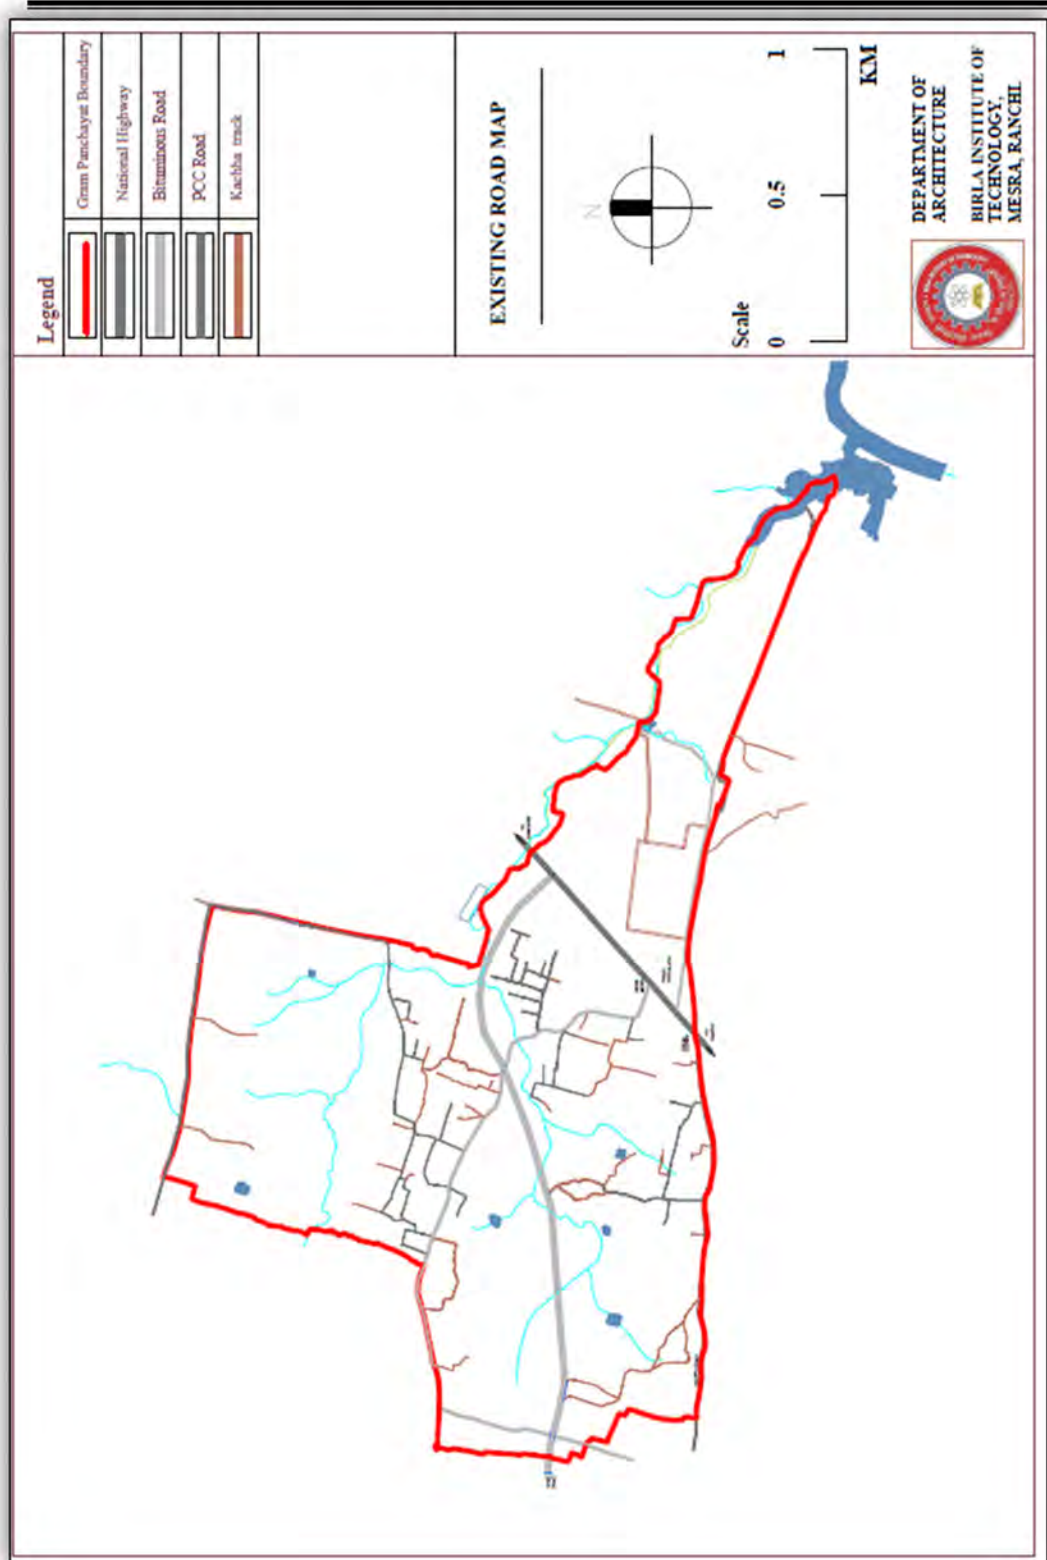 Legend
Gram Panchayat Boundary
National Highway
Bituminous Road
PCC Road
Kachha track
EXISTING ROAD MAP
N
Scale
0 0.5 1
KM
DEPARTMENT OF
ARCHITECTURE
BIRLA INSTITUTE OF
TECHNOLOGY,
MESRA, RANCHI.